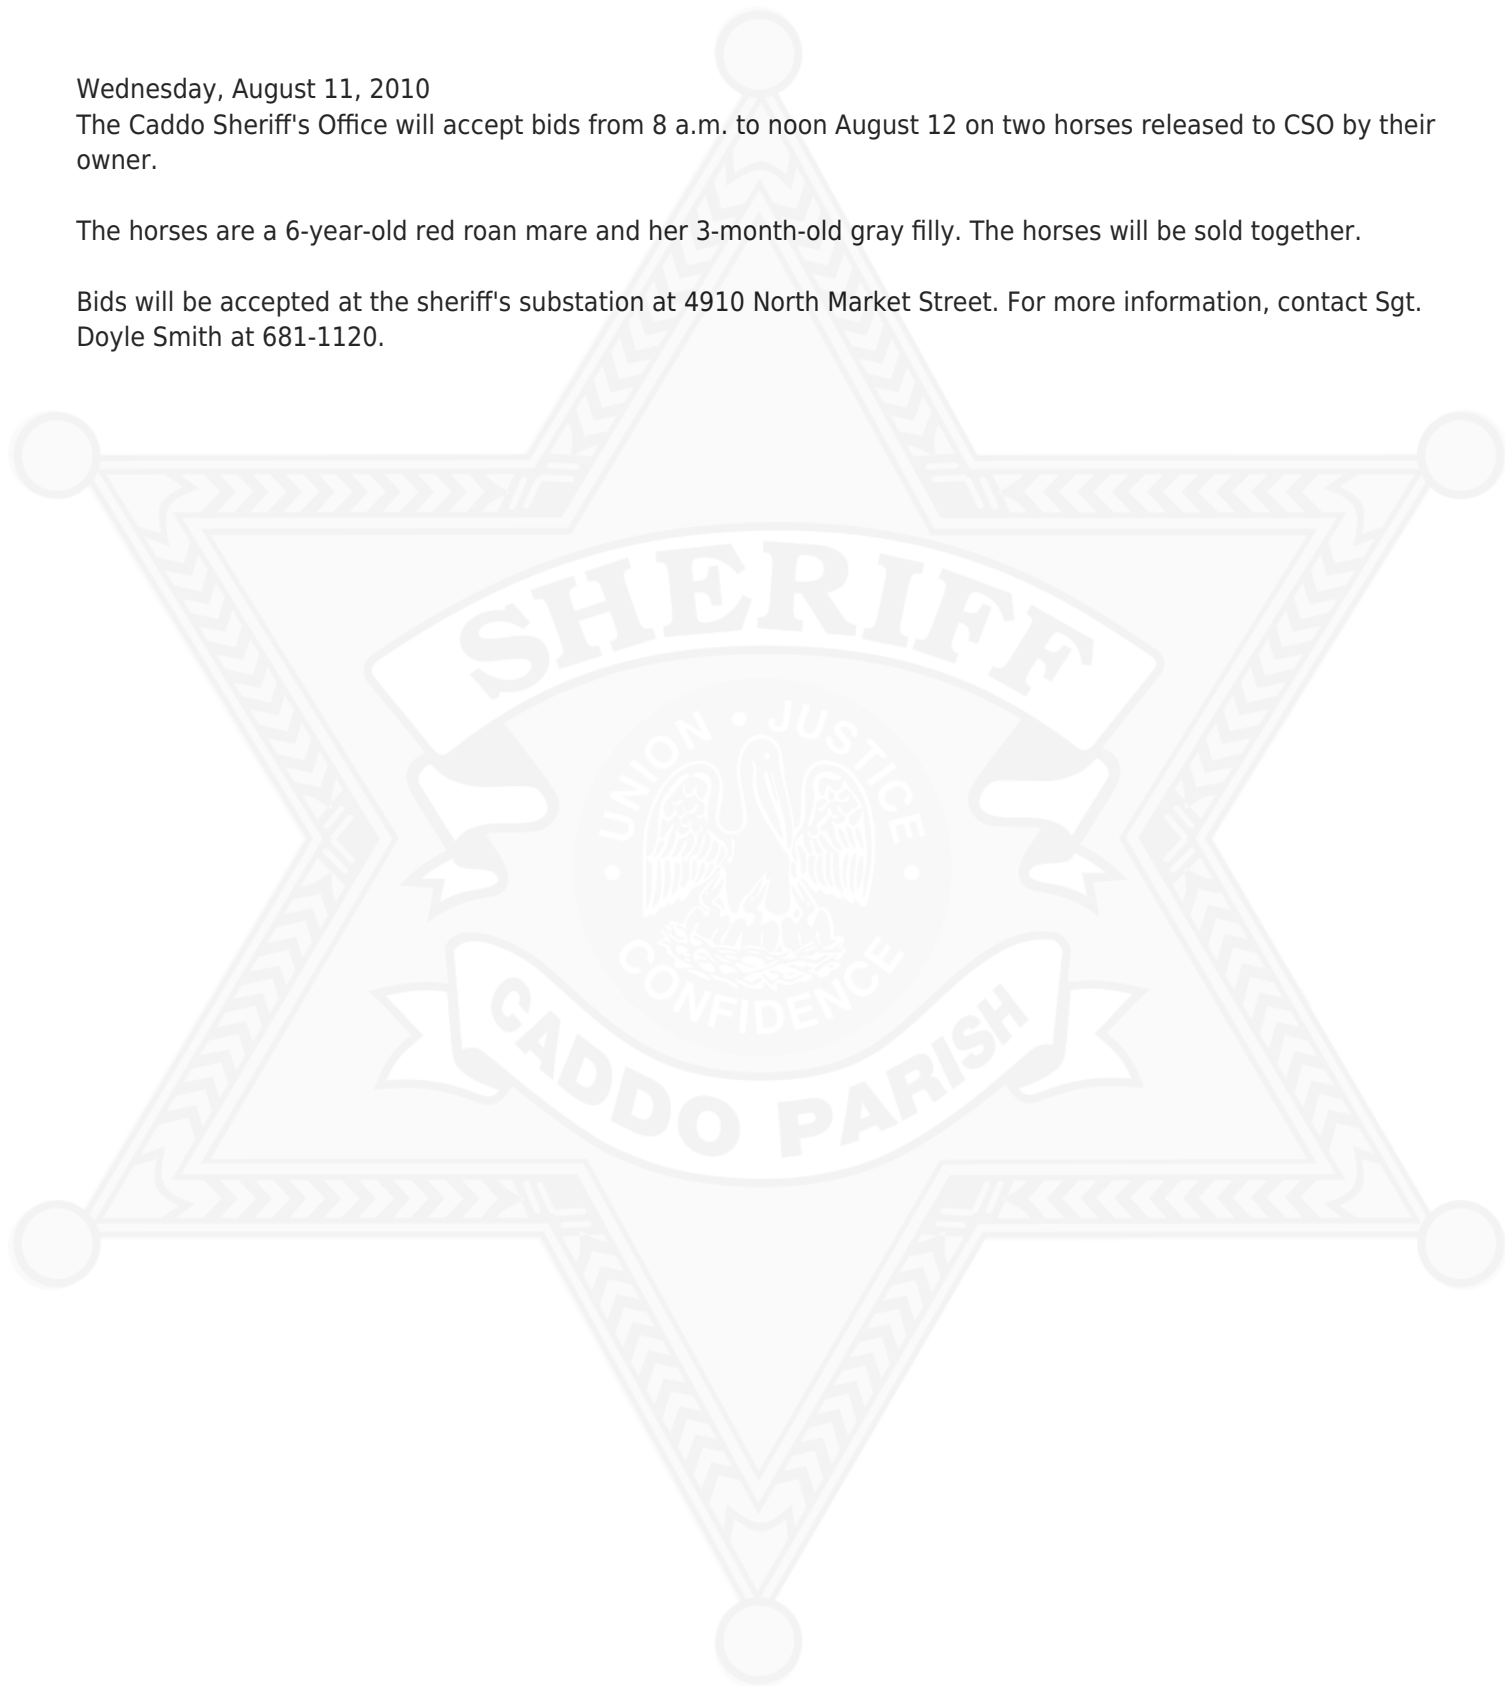 Wednesday, August 11, 2010
The Caddo Sheriff's Office will accept bids from 8 a.m. to noon August 12 on two horses released to CSO by their
owner.
The horses are a 6-year-old red roan mare and her 3-month-old gray filly. The horses will be sold together.
Bids will be accepted at the sheriff's substation at 4910 North Market Street. For more information, contact Sgt.
Doyle Smith at 681-1120.
SHERIFF
UNION • JUSTICE
• CONFIDENCE •
CADDO PARISH